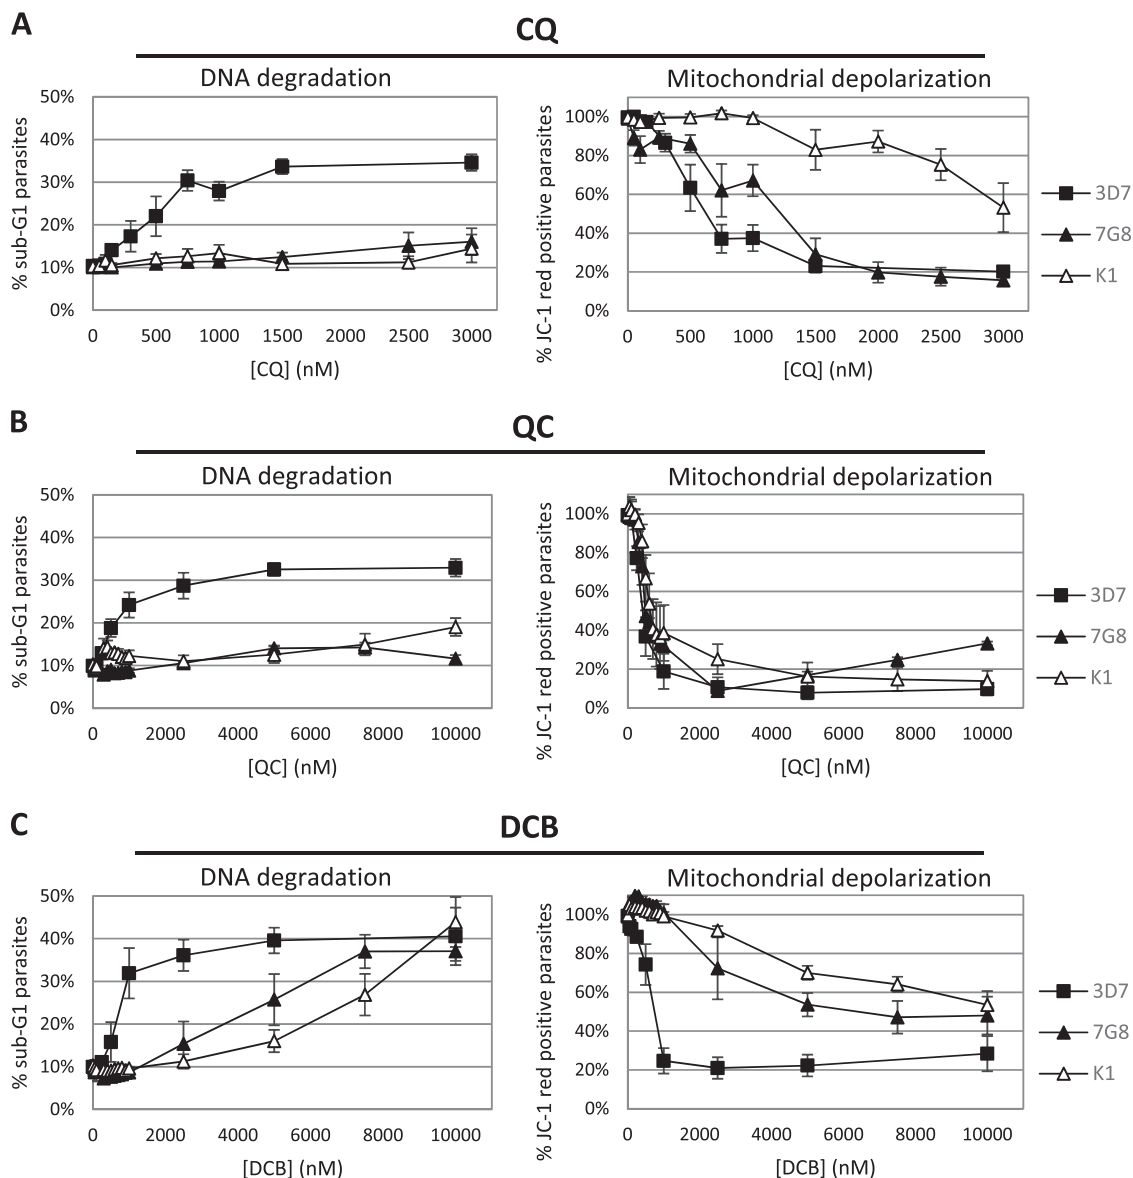 A
CQ
DNA degradation
Mitochondrial depolarization
% sub-G1 parasites
50%
40%
30%
20%
10%
0%
0 500 1000 1500 2000 2500 3000
[CQ] (nM)
% JC-1 red positive parasites
100%
80%
60%
40%
20%
0%
0 500 1000 1500 2000 2500 3000
[CQ] (nM)
3D7
7G8
K1
B
QC
DNA degradation
Mitochondrial depolarization
% sub-G1 parasites
50%
40%
30%
20%
10%
0%
0 2000 4000 6000 8000 10000
[QC] (nM)
% JC-1 red positive parasites
100%
80%
60%
40%
20%
0%
0 2000 4000 6000 8000 10000
[QC] (nM)
3D7
7G8
K1
C
DCB
DNA degradation
Mitochondrial depolarization
% sub-G1 parasites
50%
40%
30%
20%
10%
0%
0 2000 4000 6000 8000 10000
[DCB] (nM)
% JC-1 red positive parasites
100%
80%
60%
40%
20%
0%
0 2000 4000 6000 8000 10000
[DCB] (nM)
3D7
7G8
K1